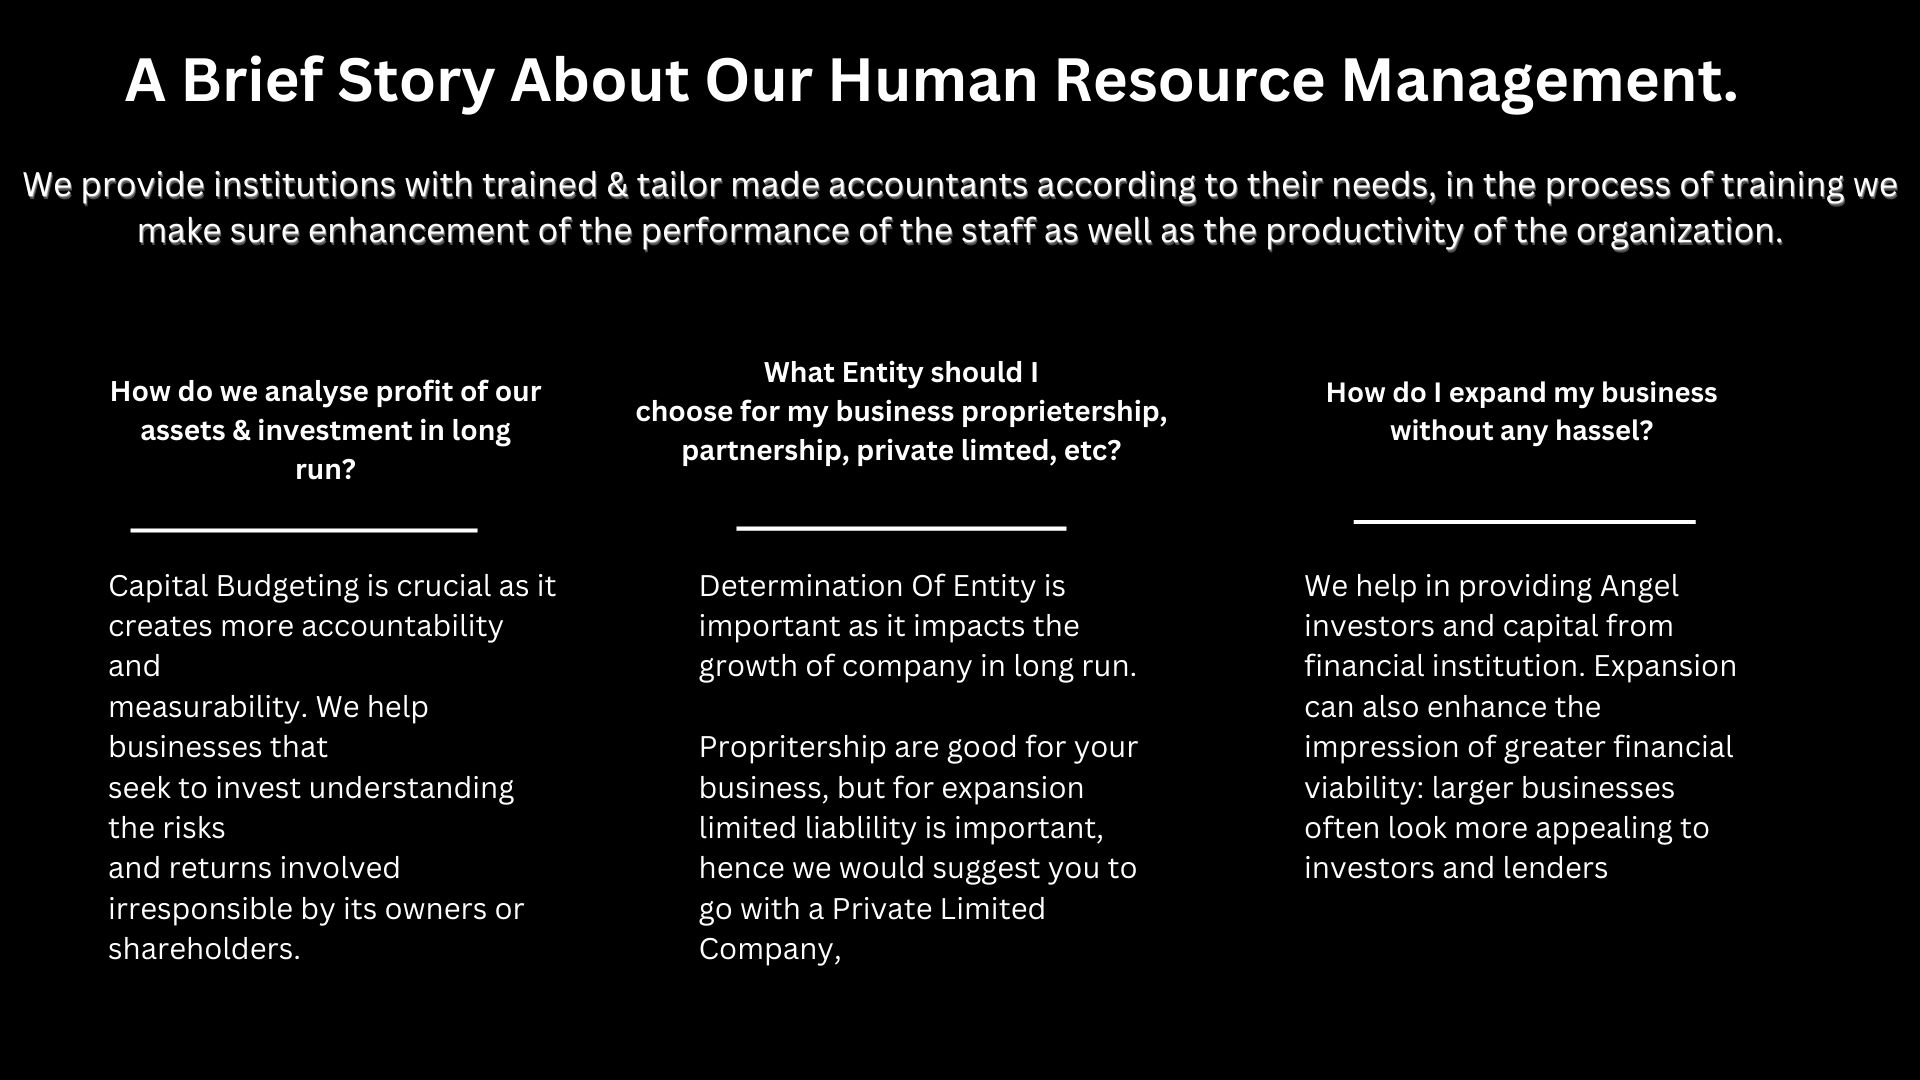 A Brief Story About Our Human Resource Management.
We provide institutions with trained & tailor made accountants according to their needs, in the process of training we
make sure enhancement of the performance of the staff as well as the productivity of the organization.
How do we analyse profit of our
assets & investment in long
run?
Capital Budgeting is crucial as it
creates more accountability
and
measurability. We help
businesses that
seek to invest understanding
the risks
and returns involved
irresponsible by its owners or
shareholders.
What Entity should I
choose for my business proprietership,
partnership, private limted, etc?
Determination Of Entity is
important as it impacts the
growth of company in long run.
Propritership are good for your
business, but for expansion
limited liablility is important,
hence we would suggest you to
go with a Private Limited
Company,
How do I expand my business
without any hassel?
We help in providing Angel
investors and capital from
financial institution. Expansion
can also enhance the
impression of greater financial
viability: larger businesses
often look more appealing to
investors and lenders